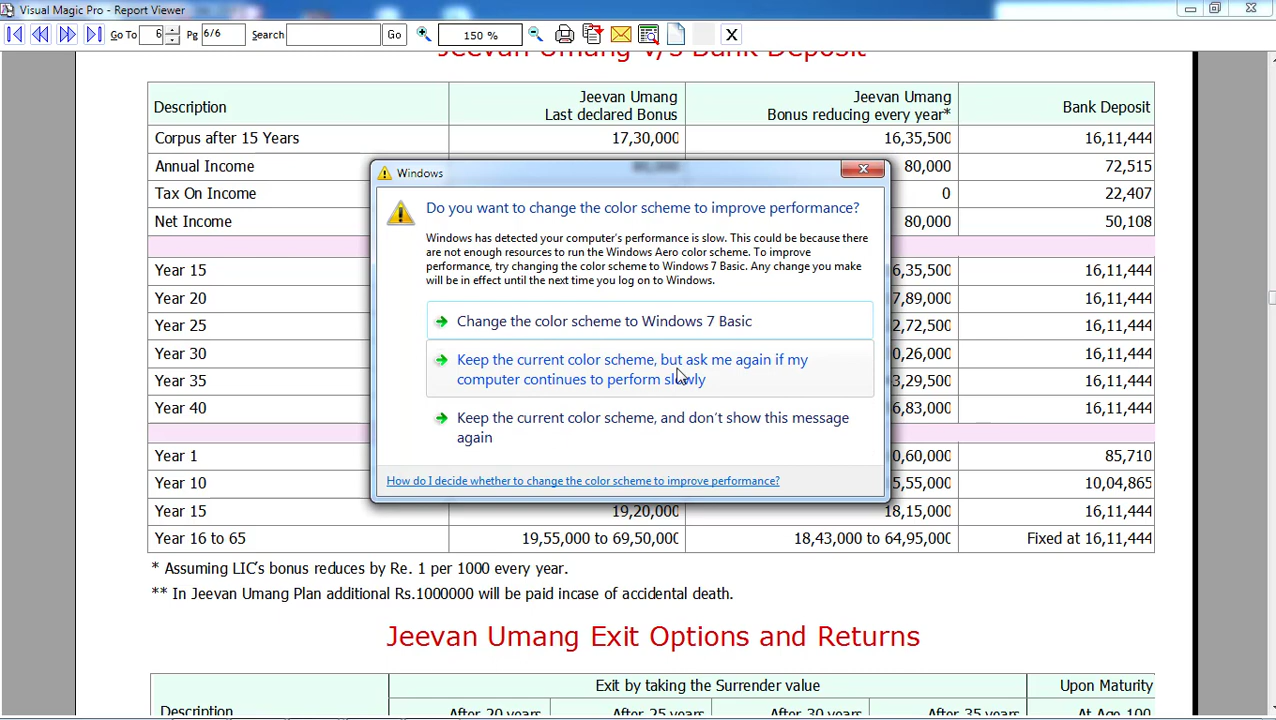 Visual Magic Pro - Report Viewer
Go To 6 Pg 6/6 Search Go 150 % X
Jeevan Umang V/S Bank Deposit
Description Jeevan Umang Last declared Bonus Jeevan Umang Bonus reducing every year* Bank Deposit
Corpus after 15 Years 17,30,000 16,35,500 16,11,444
Annual Income 80,000 72,515
Tax On Income 0 22,407
Net Income 80,000 50,108
Year 15 16,11,444
Year 20 16,11,444
Year 25 16,11,444
Year 30 16,11,444
Year 35 16,11,444
Year 40 16,11,444
Year 1 85,710
Year 10 10,04,865
Year 15 19,20,000 18,15,000 16,11,444
Year 16 to 65 19,55,000 to 69,50,000 18,43,000 to 64,95,000 Fixed at 16,11,444
* Assuming LIC's bonus reduces by Re. 1 per 1000 every year.
** In Jeevan Umang Plan additional Rs.1000000 will be paid incase of accidental death.
Jeevan Umang Exit Options and Returns
Exit by taking the Surrender value Upon Maturity
Description After 20 years After 25 years After 30 years After 35 years At Age 100
Windows
Do you want to change the color scheme to improve performance?
Windows has detected your computer's performance is slow. This could be because there
are not enough resources to run the Windows Aero color scheme. To improve
performance, try changing the color scheme to Windows 7 Basic. Any change you make
will be in effect until the next time you log on to Windows.
Change the color scheme to Windows 7 Basic
Keep the current color scheme, but ask me again if my
computer continues to perform slowly
Keep the current color scheme, and don't show this message
again
How do I decide whether to change the color scheme to improve performance?